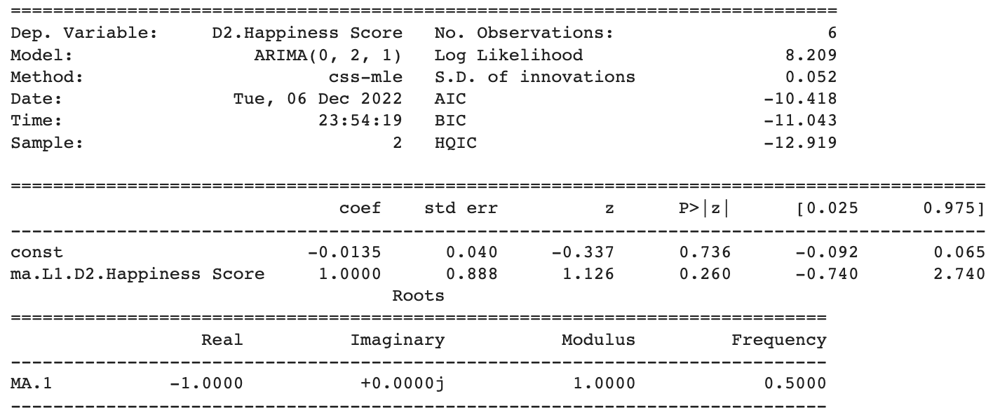 ==============================================================================
Dep. Variable:     D2.Happiness Score   No. Observations:                    6
Model:                 ARIMA(0, 2, 1)   Log Likelihood                   8.209
Method:                       css-mle   S.D. of innovations              0.052
Date:                Tue, 06 Dec 2022   AIC                            -10.418
Time:                        23:54:19   BIC                            -11.043
Sample:                             2   HQIC                           -12.919

============================================================================================
                               coef    std err          z      P>|z|      [0.025      0.975]
--------------------------------------------------------------------------------------------
const                       -0.0135      0.040     -0.337      0.736      -0.092       0.065
ma.L1.D2.Happiness Score     1.0000      0.888      1.126      0.260      -0.740       2.740
                                    Roots
=============================================================================
                  Real          Imaginary           Modulus         Frequency
-----------------------------------------------------------------------------
MA.1           -1.0000           +0.0000j            1.0000            0.5000
-----------------------------------------------------------------------------